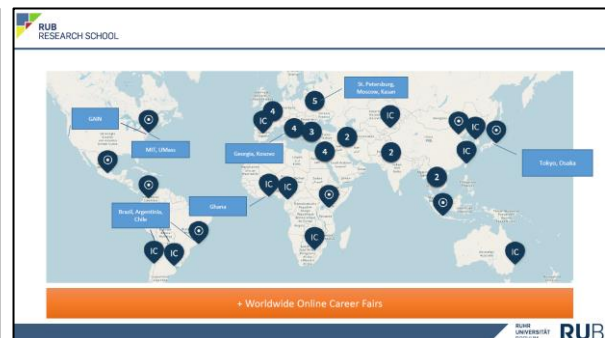 RUB
RESEARCH SCHOOL
St. Petersburg,
Moscow, Kasan
GAIN
MIT, UMass
Georgia, Kosovo
Tokyo, Osaka
Ghana
Brazil, Argentinia,
Chile
5
4
IC
4
3
4
2
2
2
IC
IC
IC
IC
IC
IC
IC
IC
IC
+ Worldwide Online Career Fairs
RUHR
UNIVERSITÄT
BOCHUM
RUB